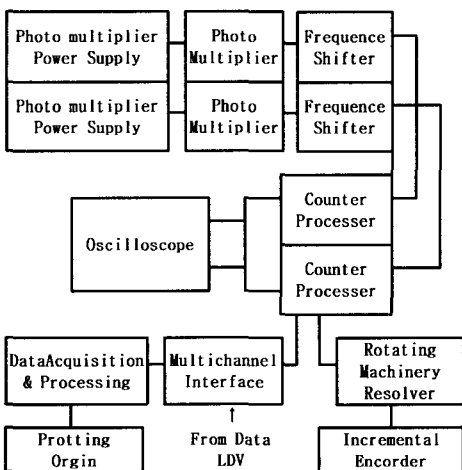 Photo multiplier
Power Supply
Photo
Multiplier
Frequence
Shifter
Photo multiplier
Power Supply
Photo
Multiplier
Frequence
Shifter
Oscilloscope
Counter
Processer
Counter
Processer
DataAcquisition
& Processing
Multichannel
Interface
Rotating
Machinery
Resolver
Protting
Orgin
From Data
LDV
Incremental
Encorder